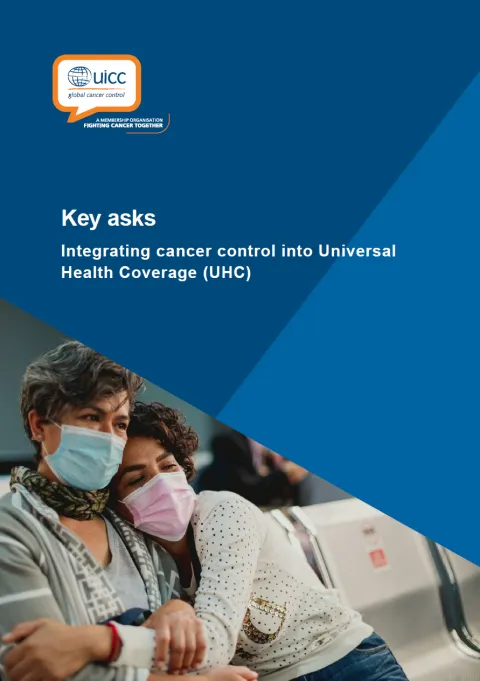 uicc
global cancer control
A MEMBERSHIP ORGANISATION
FIGHTING CANCER TOGETHER
Key asks
Integrating cancer control into Universal
Health Coverage (UHC)